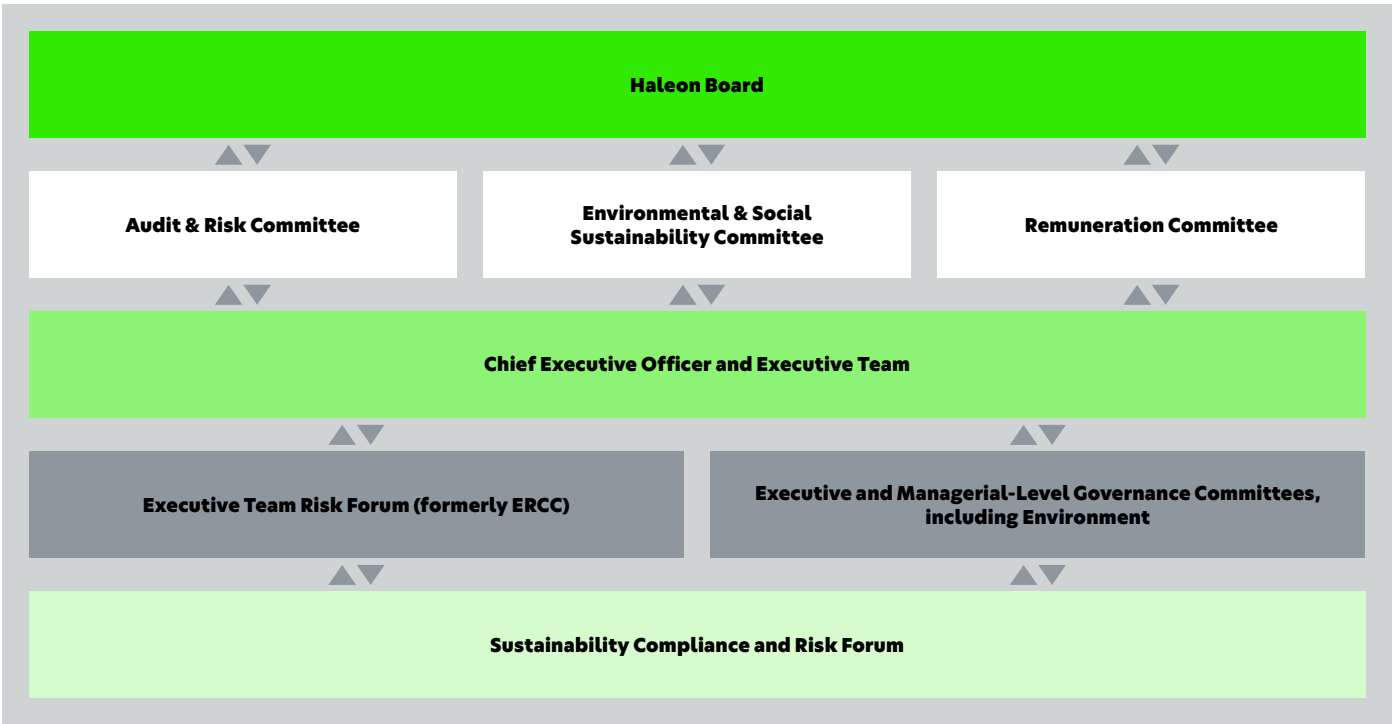 Haleon Board
Audit & Risk Committee
Environmental & Social
Sustainability Committee
Remuneration Committee
Chief Executive Officer and Executive Team
Executive Team Risk Forum (formerly ERCC)
Executive and Managerial-Level Governance Committees,
including Environment
Sustainability Compliance and Risk Forum